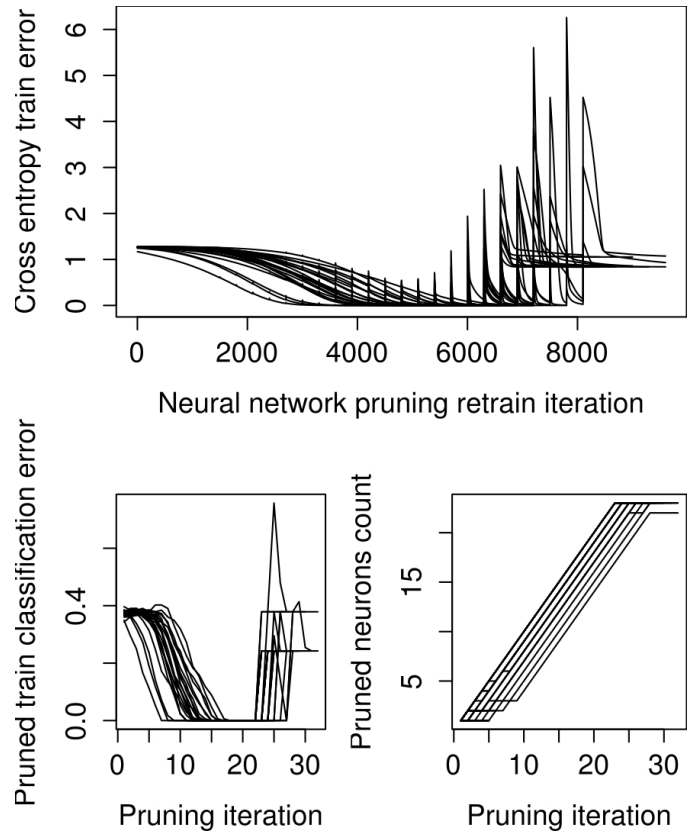 Cross entropy train error
6
5
4
3
2
1
0
0 2000 4000 6000 8000
Neural network pruning retrain iteration
Pruned train classification error
0.4
0.0
0 10 20 30
Pruning iteration
Pruned neurons count
15
5
0 10 20 30
Pruning iteration